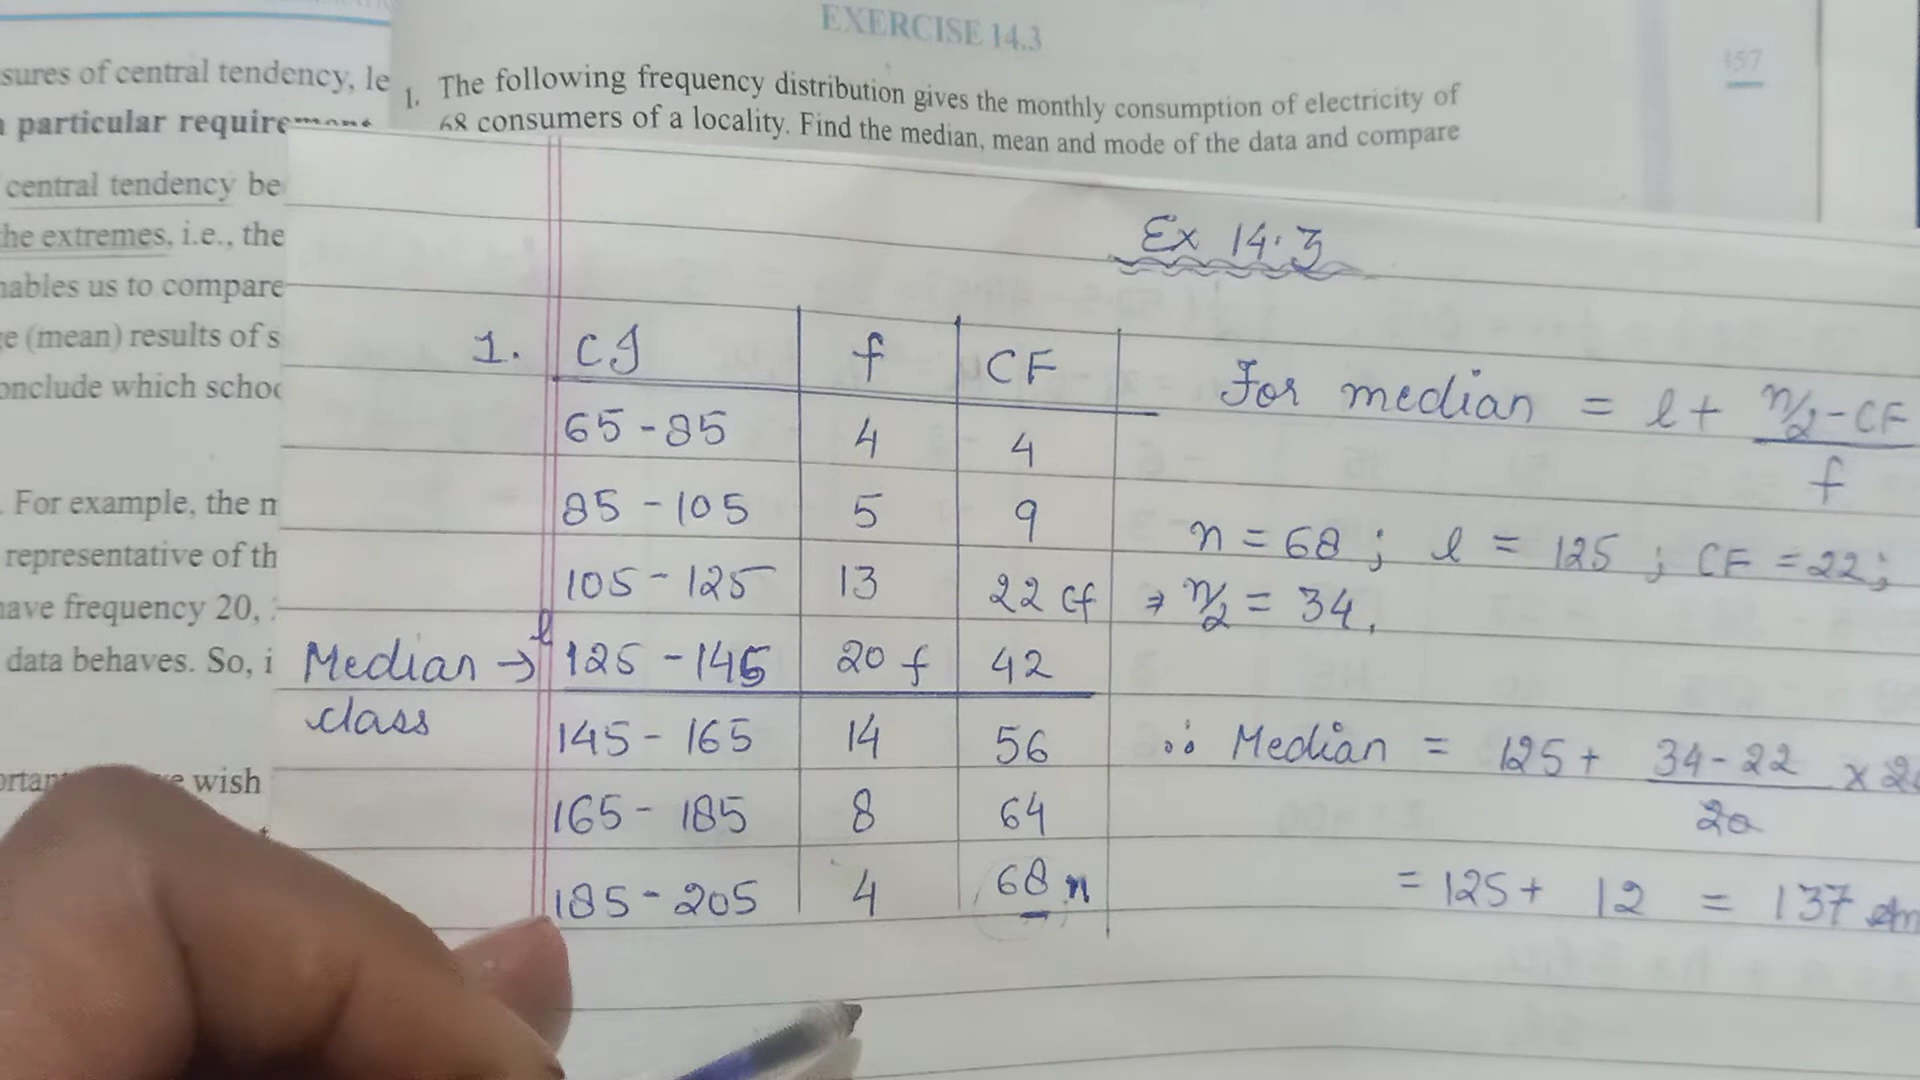 EXERCISE 14.3
157
sures of central tendency, le
particular requirement
central tendency be
he extremes, i.e., the
nables us to compare
e (mean) results of s
onclude which schoo
. For example, the n
representative of th
ave frequency 20,
data behaves. So, i
wish
1. The following frequency distribution gives the monthly consumption of electricity of
68 consumers of a locality. Find the median, mean and mode of the data and compare
Ex 14.3
1. CI f CF
65-85 4 4
85-105 5 9
105-125 13 22 cf
Median → l 125-145 20 f 42
class
145-165 14 56
165-185 8 64
185-205 4 68 n
For median = l + n/2-CF
f
n = 68 ; l = 125 ; CF = 22;
⇒ n/2 = 34.
∴ Median = 125 + 34-22 × 2
20
= 125 + 12 = 137